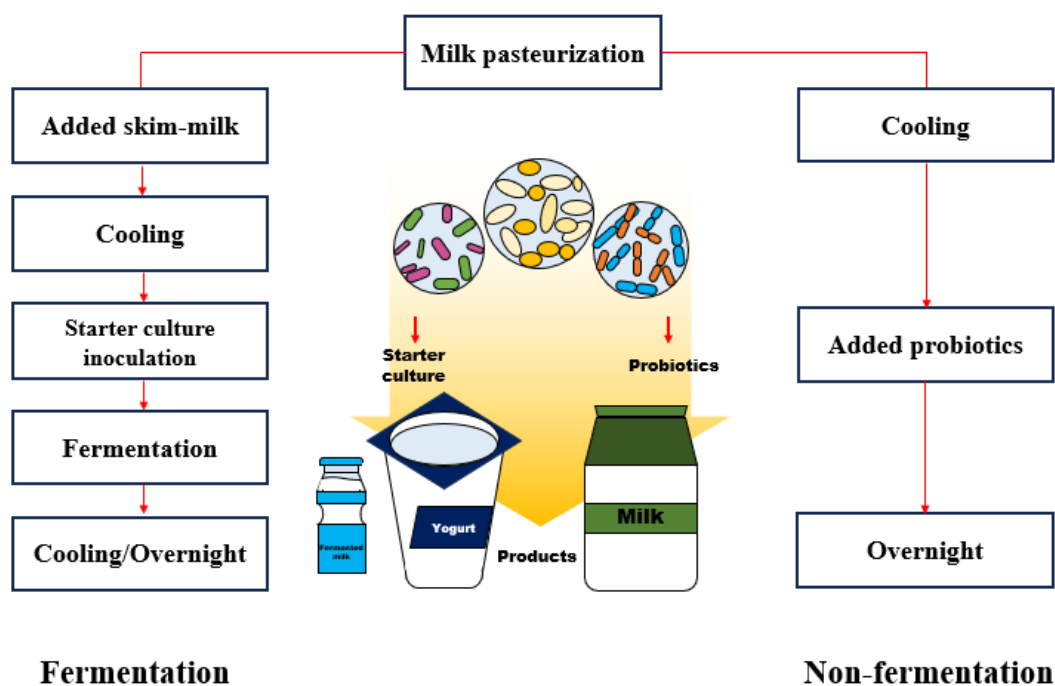 Milk pasteurization
Added skim-milk
Cooling
Starter culture
inoculation
Fermentation
Cooling/Overnight
Fermentation
Starter
culture
Probiotics
Fermented
milk
Yogurt
Milk
Products
Cooling
Added probiotics
Overnight
Non-fermentation